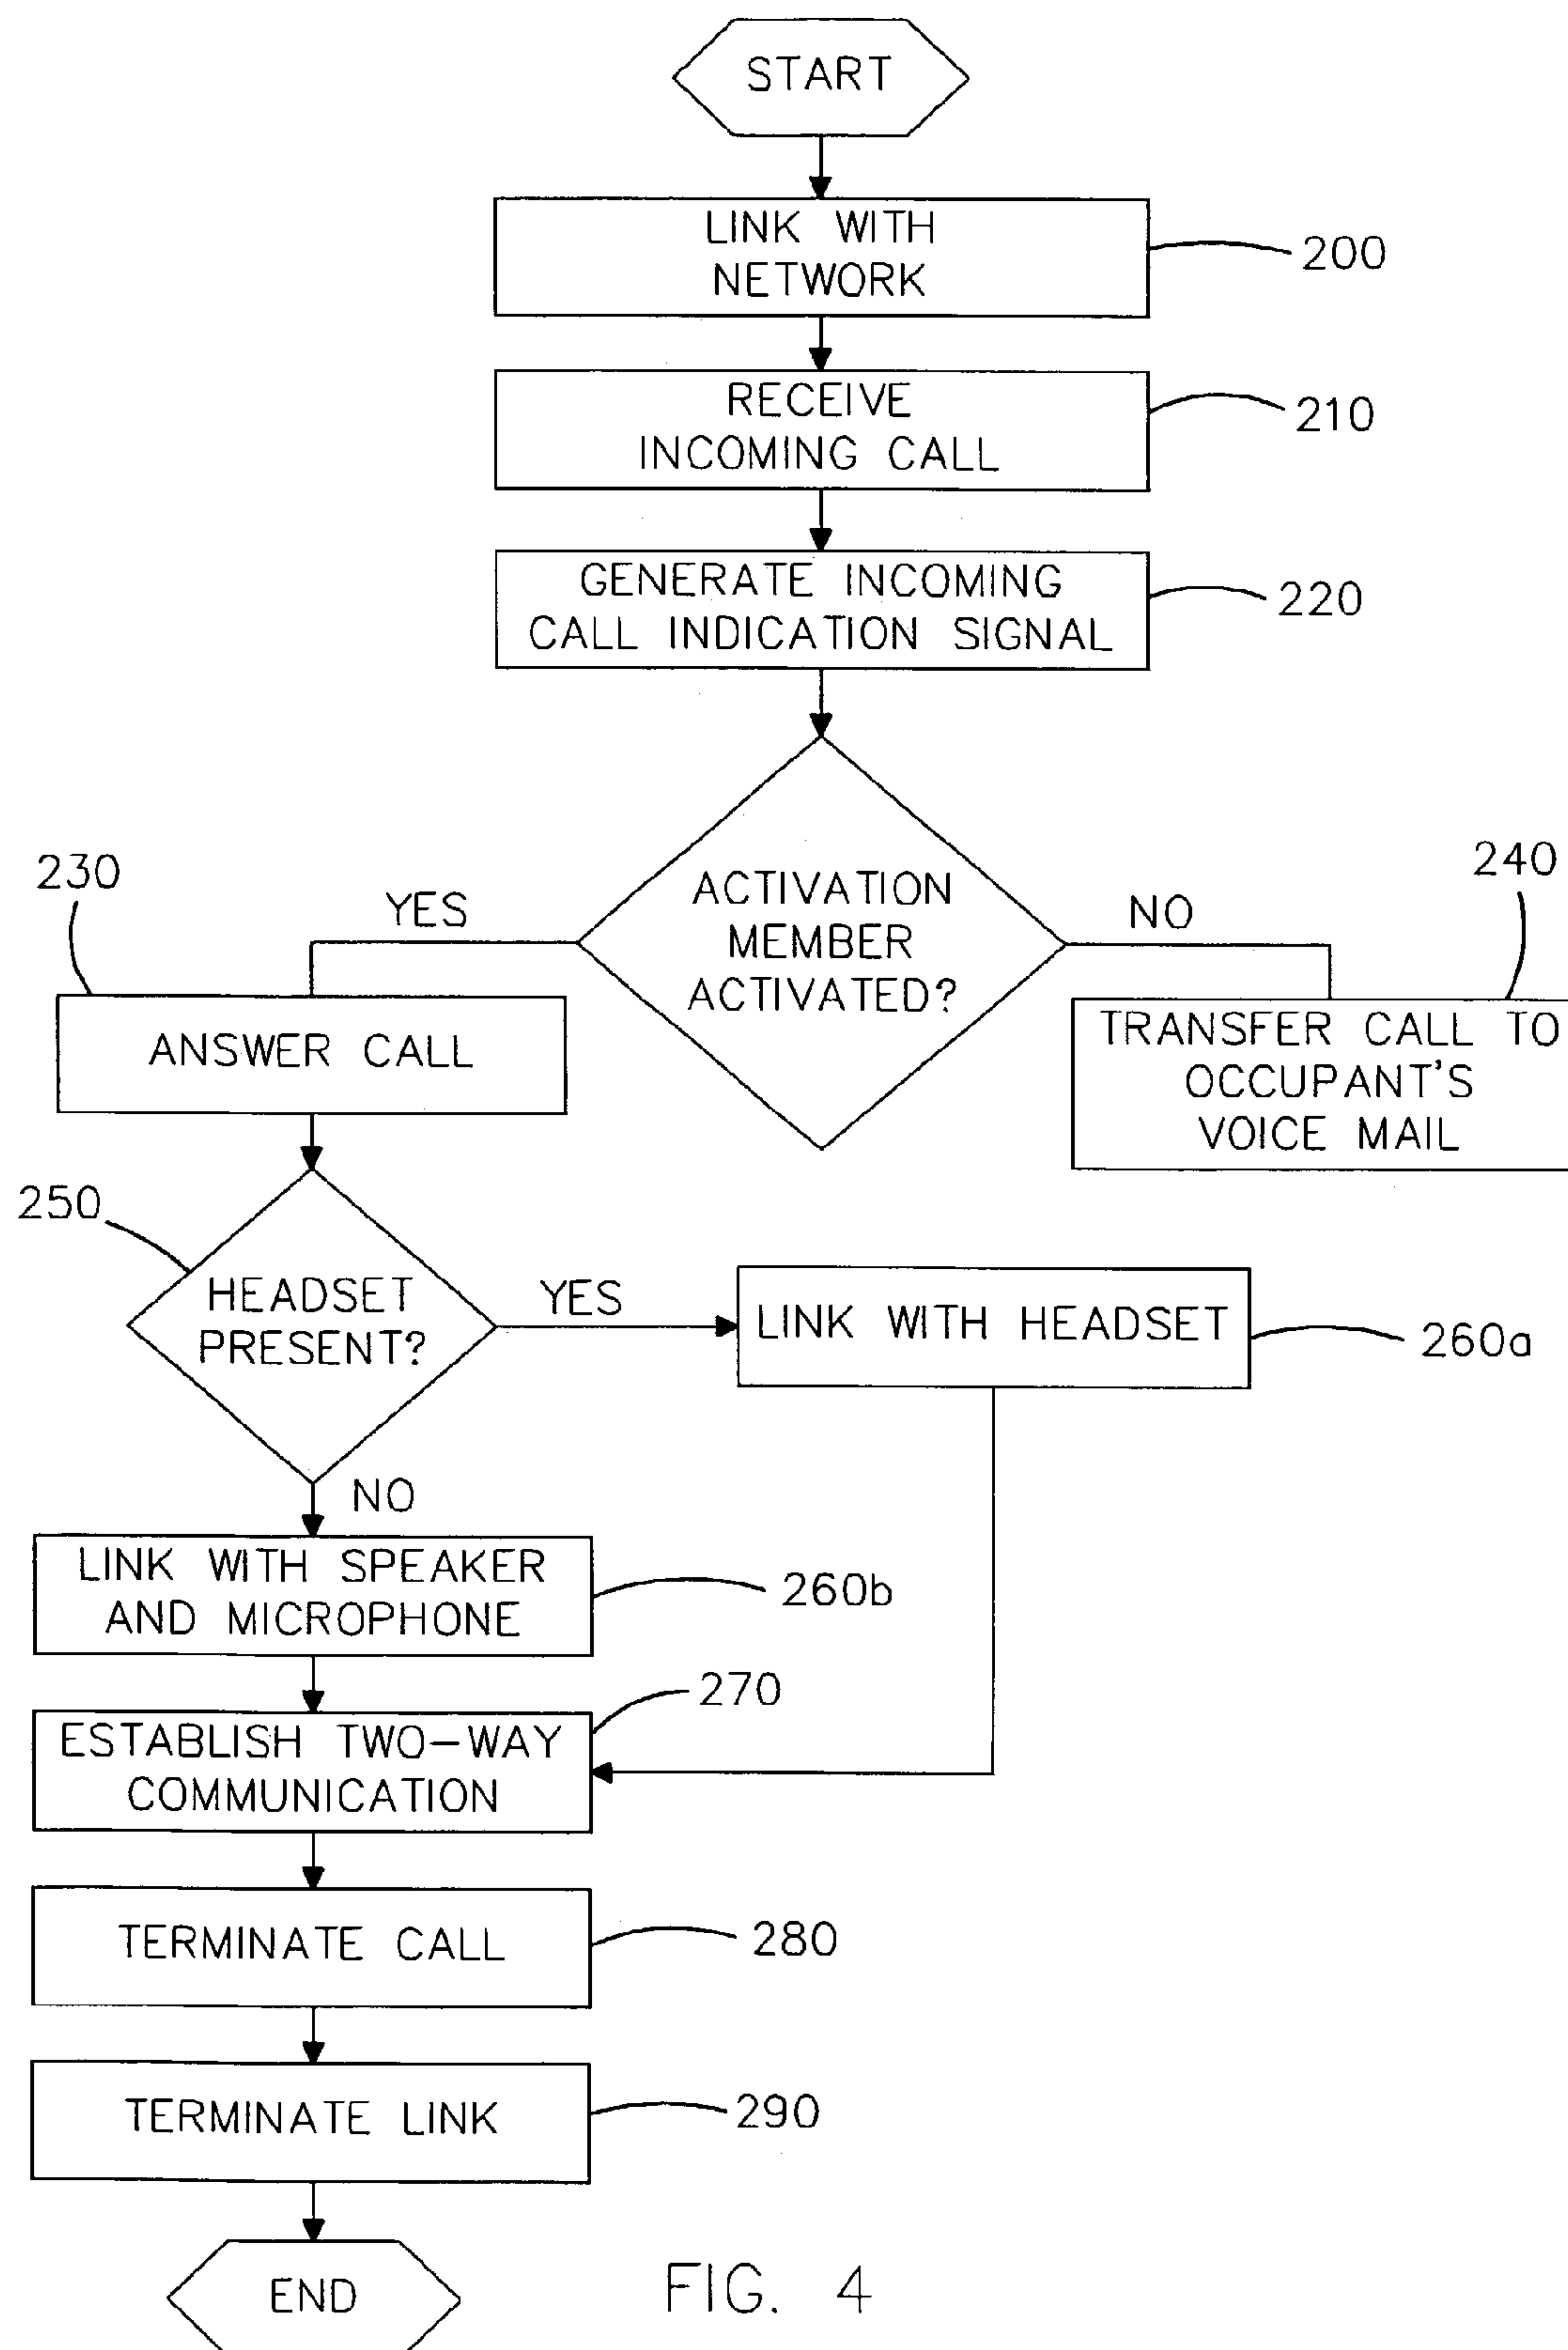 START
LINK WITH
NETWORK
200
RECEIVE
INCOMING CALL
210
GENERATE INCOMING
CALL INDICATION SIGNAL
220
ACTIVATION
MEMBER
ACTIVATED?
YES
NO
230
240
ANSWER CALL
TRANSFER CALL TO
OCCUPANT'S
VOICE MAIL
250
HEADSET
PRESENT?
YES
LINK WITH HEADSET
260a
NO
LINK WITH SPEAKER
AND MICROPHONE
260b
ESTABLISH TWO-WAY
COMMUNICATION
270
TERMINATE CALL
280
TERMINATE LINK
290
END
FIG. 4